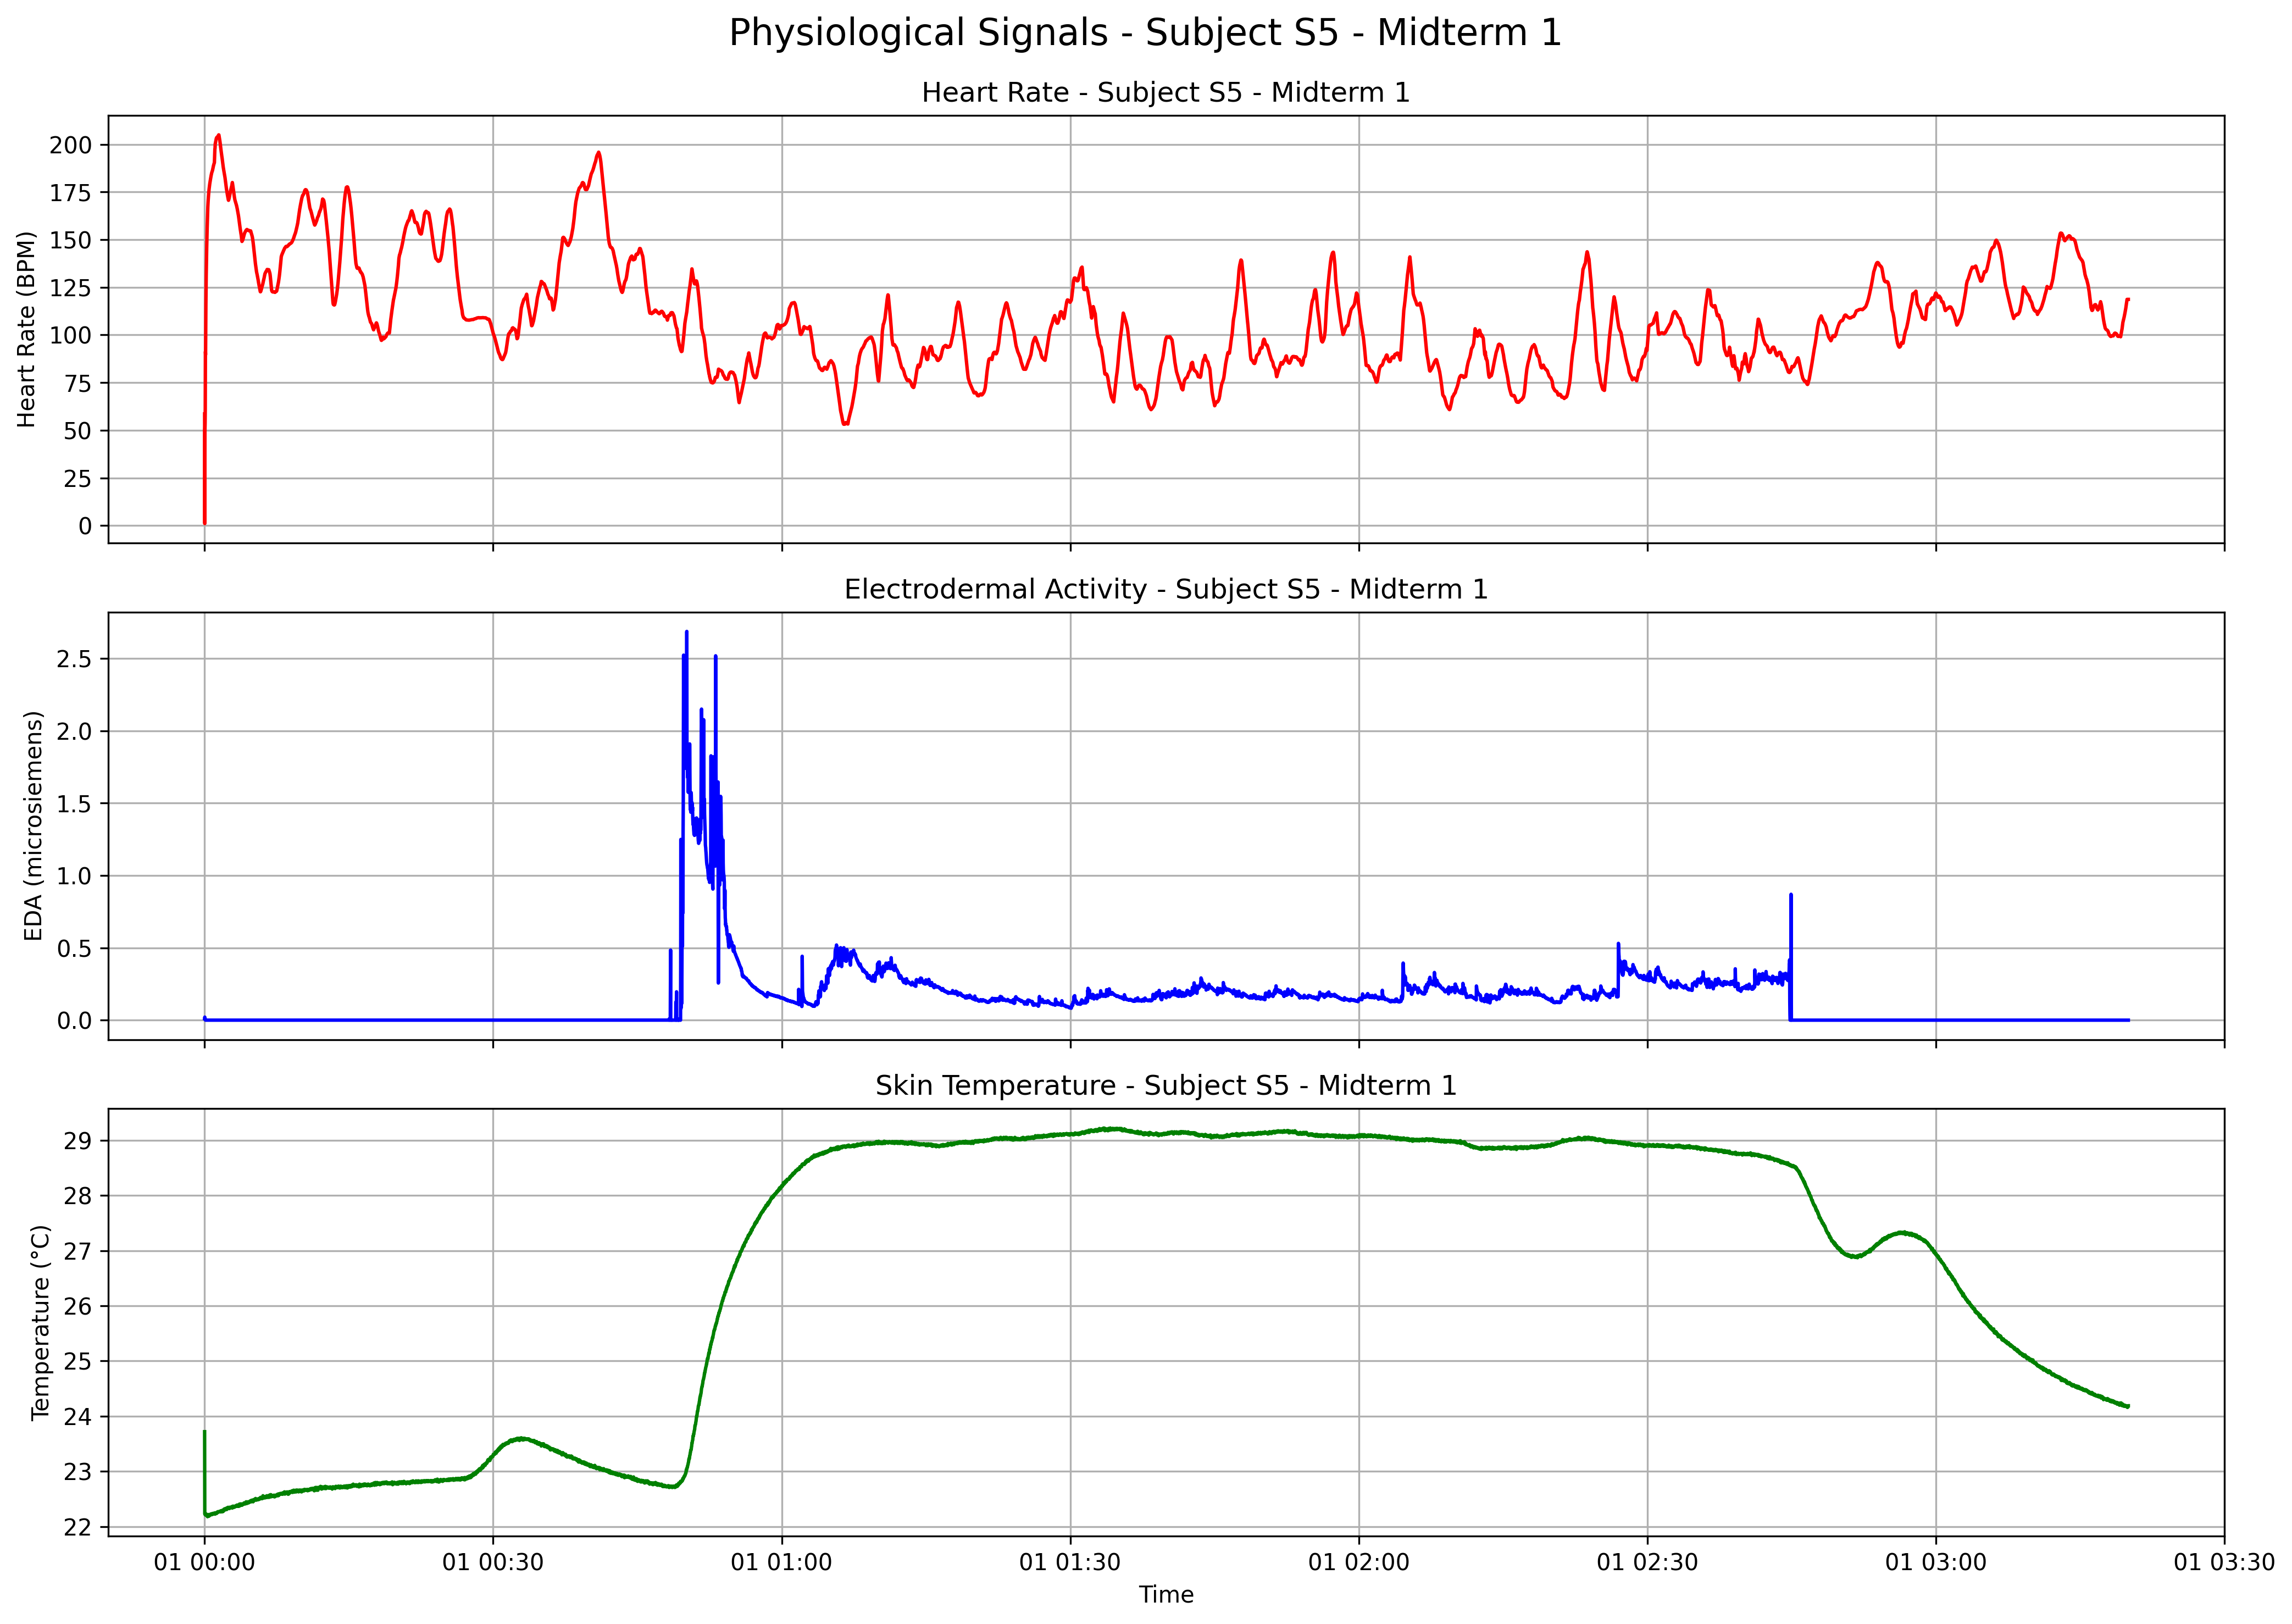 Physiological Signals - Subject S5 - Midterm 1
Heart Rate - Subject S5 - Midterm 1
Heart Rate (BPM)
200
175
150
125
100
75
50
25
0
Electrodermal Activity - Subject S5 - Midterm 1
EDA (microsiemens)
2.5
2.0
1.5
1.0
0.5
0.0
Skin Temperature - Subject S5 - Midterm 1
Temperature (°C)
29
28
27
26
25
24
23
22
01 00:00 01 00:30 01 01:00 01 01:30 01 02:00 01 02:30 01 03:00 01 03:30
Time